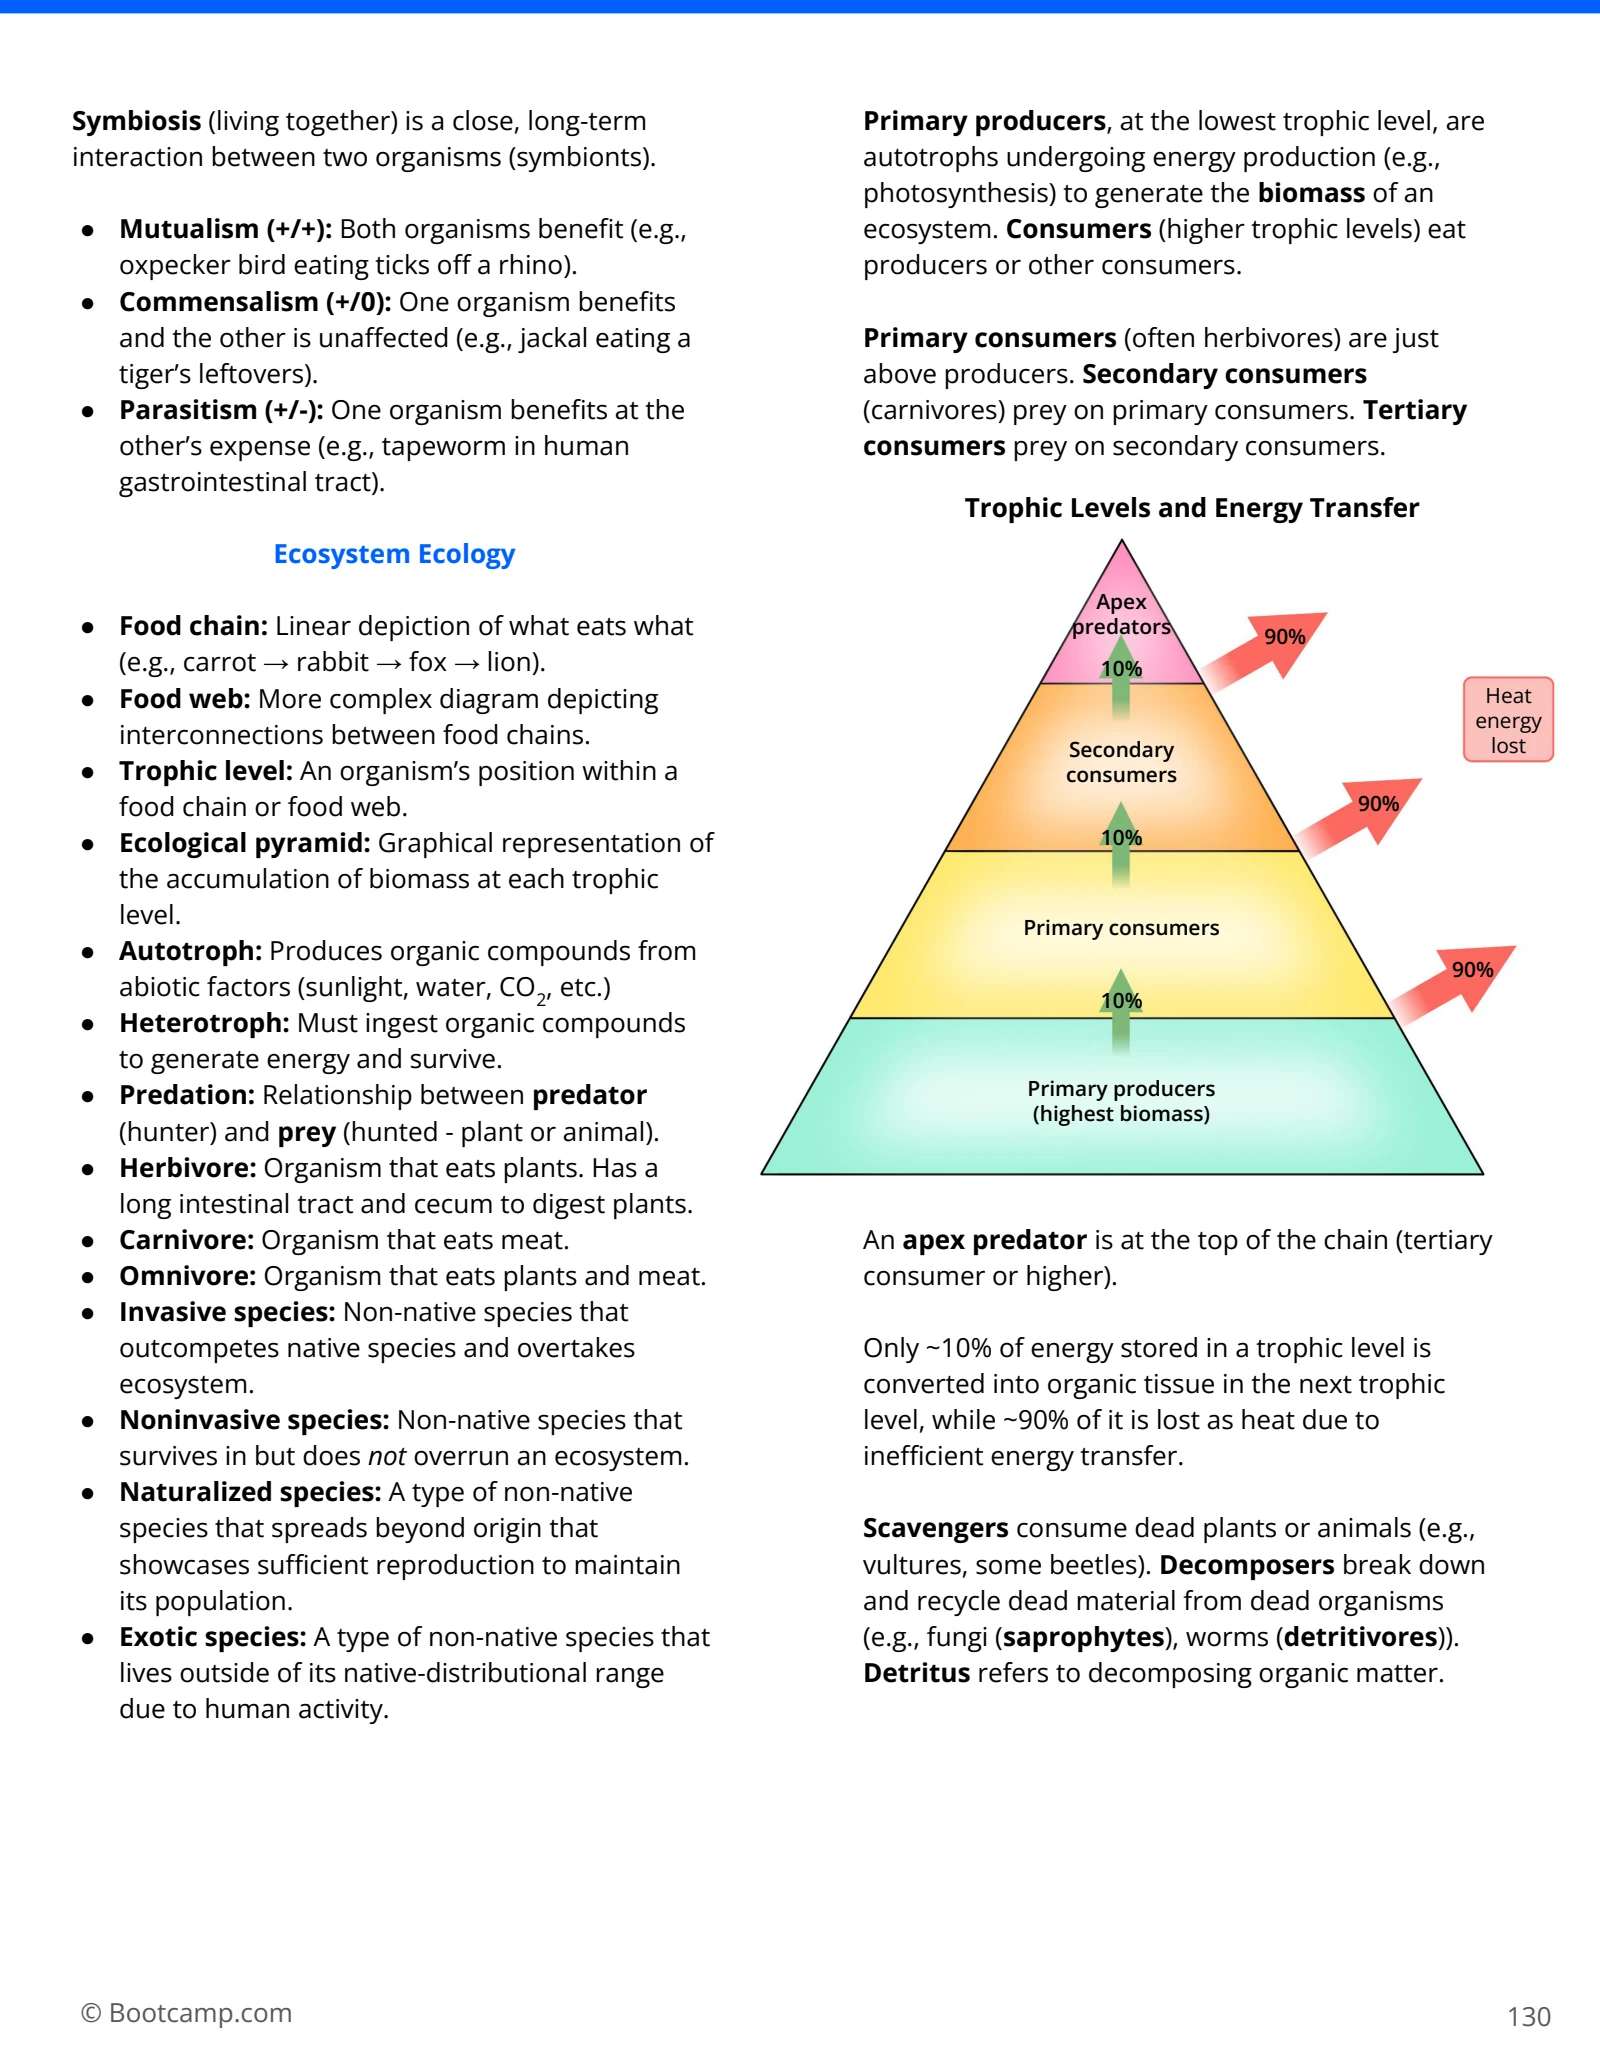 Symbiosis (living together) is a close, long-term
interaction between two organisms (symbionts).
● Mutualism (+/+): Both organisms benefit (e.g.,
oxpecker bird eating ticks off a rhino).
● Commensalism (+/0): One organism benefits
and the other is unaffected (e.g., jackal eating a
tiger’s leftovers).
● Parasitism (+/-): One organism benefits at the
other’s expense (e.g., tapeworm in human
gastrointestinal tract).
Ecosystem Ecology
● Food chain: Linear depiction of what eats what
(e.g., carrot → rabbit → fox → lion).
● Food web: More complex diagram depicting
interconnections between food chains.
● Trophic level: An organism’s position within a
food chain or food web.
● Ecological pyramid: Graphical representation of
the accumulation of biomass at each trophic
level.
● Autotroph: Produces organic compounds from
abiotic factors (sunlight, water, CO2, etc.)
● Heterotroph: Must ingest organic compounds
to generate energy and survive.
● Predation: Relationship between predator
(hunter) and prey (hunted - plant or animal).
● Herbivore: Organism that eats plants. Has a
long intestinal tract and cecum to digest plants.
● Carnivore: Organism that eats meat.
● Omnivore: Organism that eats plants and meat.
● Invasive species: Non-native species that
outcompetes native species and overtakes
ecosystem.
● Noninvasive species: Non-native species that
survives in but does not overrun an ecosystem.
● Naturalized species: A type of non-native
species that spreads beyond origin that
showcases sufficient reproduction to maintain
its population.
● Exotic species: A type of non-native species that
lives outside of its native-distributional range
due to human activity.
Primary producers, at the lowest trophic level, are
autotrophs undergoing energy production (e.g.,
photosynthesis) to generate the biomass of an
ecosystem. Consumers (higher trophic levels) eat
producers or other consumers.
Primary consumers (often herbivores) are just
above producers. Secondary consumers
(carnivores) prey on primary consumers. Tertiary
consumers prey on secondary consumers.
Trophic Levels and Energy Transfer
Apex
predators
90%
10%
Heat
energy
lost
Secondary
consumers
90%
10%
Primary consumers
90%
10%
Primary producers
(highest biomass)
An apex predator is at the top of the chain (tertiary
consumer or higher).
Only ~10% of energy stored in a trophic level is
converted into organic tissue in the next trophic
level, while ~90% of it is lost as heat due to
inefficient energy transfer.
Scavengers consume dead plants or animals (e.g.,
vultures, some beetles). Decomposers break down
and recycle dead material from dead organisms
(e.g., fungi (saprophytes), worms (detritivores)).
Detritus refers to decomposing organic matter.
© Bootcamp.com
130